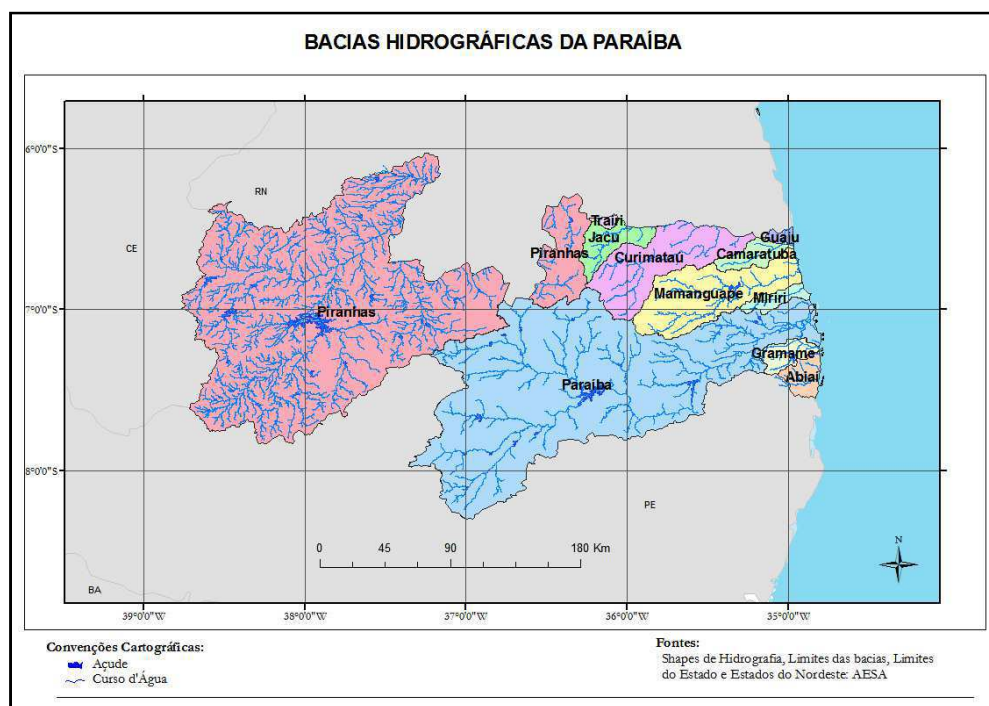 BACIAS HIDROGRÁFICAS DA PARAÍBA
6°0'0"S
RN
CE
Trairi
Jacu
Guaju
Piranhas
Curimataú
Camaratuba
Mamanguape
Miriri
7°0'0"S
Piranhas
Gramame
Paraíba
Abiaí
8°0'0"S
PE
0 45 90 180 Km
N
BA
39°0'0"W 38°0'0"W 37°0'0"W 36°0'0"W 35°0'0"W
Convenções Cartográficas:
Açude
Curso d'Água
Fontes:
Shapes de Hidrografia, Limites das bacias, Limites
do Estado e Estados do Nordeste: AESA